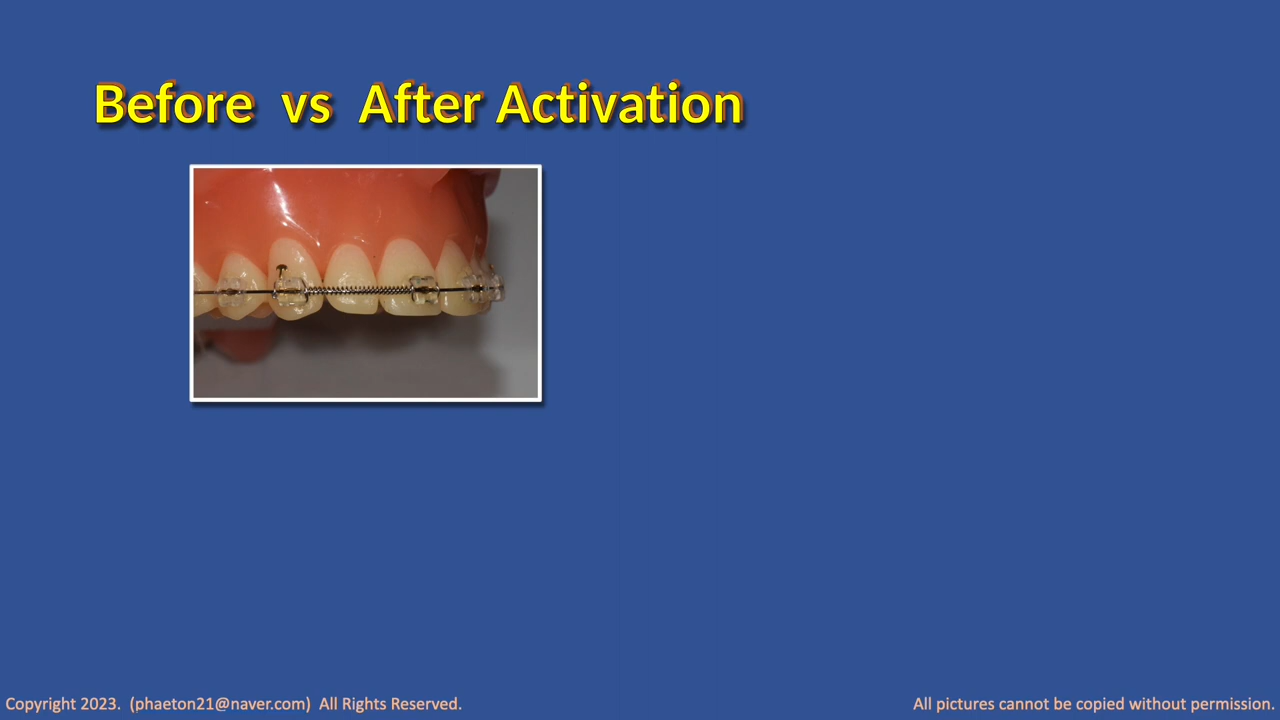 Before vs After Activation
Copyright 2023. (phaeton21@naver.com) All Rights Reserved.
All pictures cannot be copied without permission.